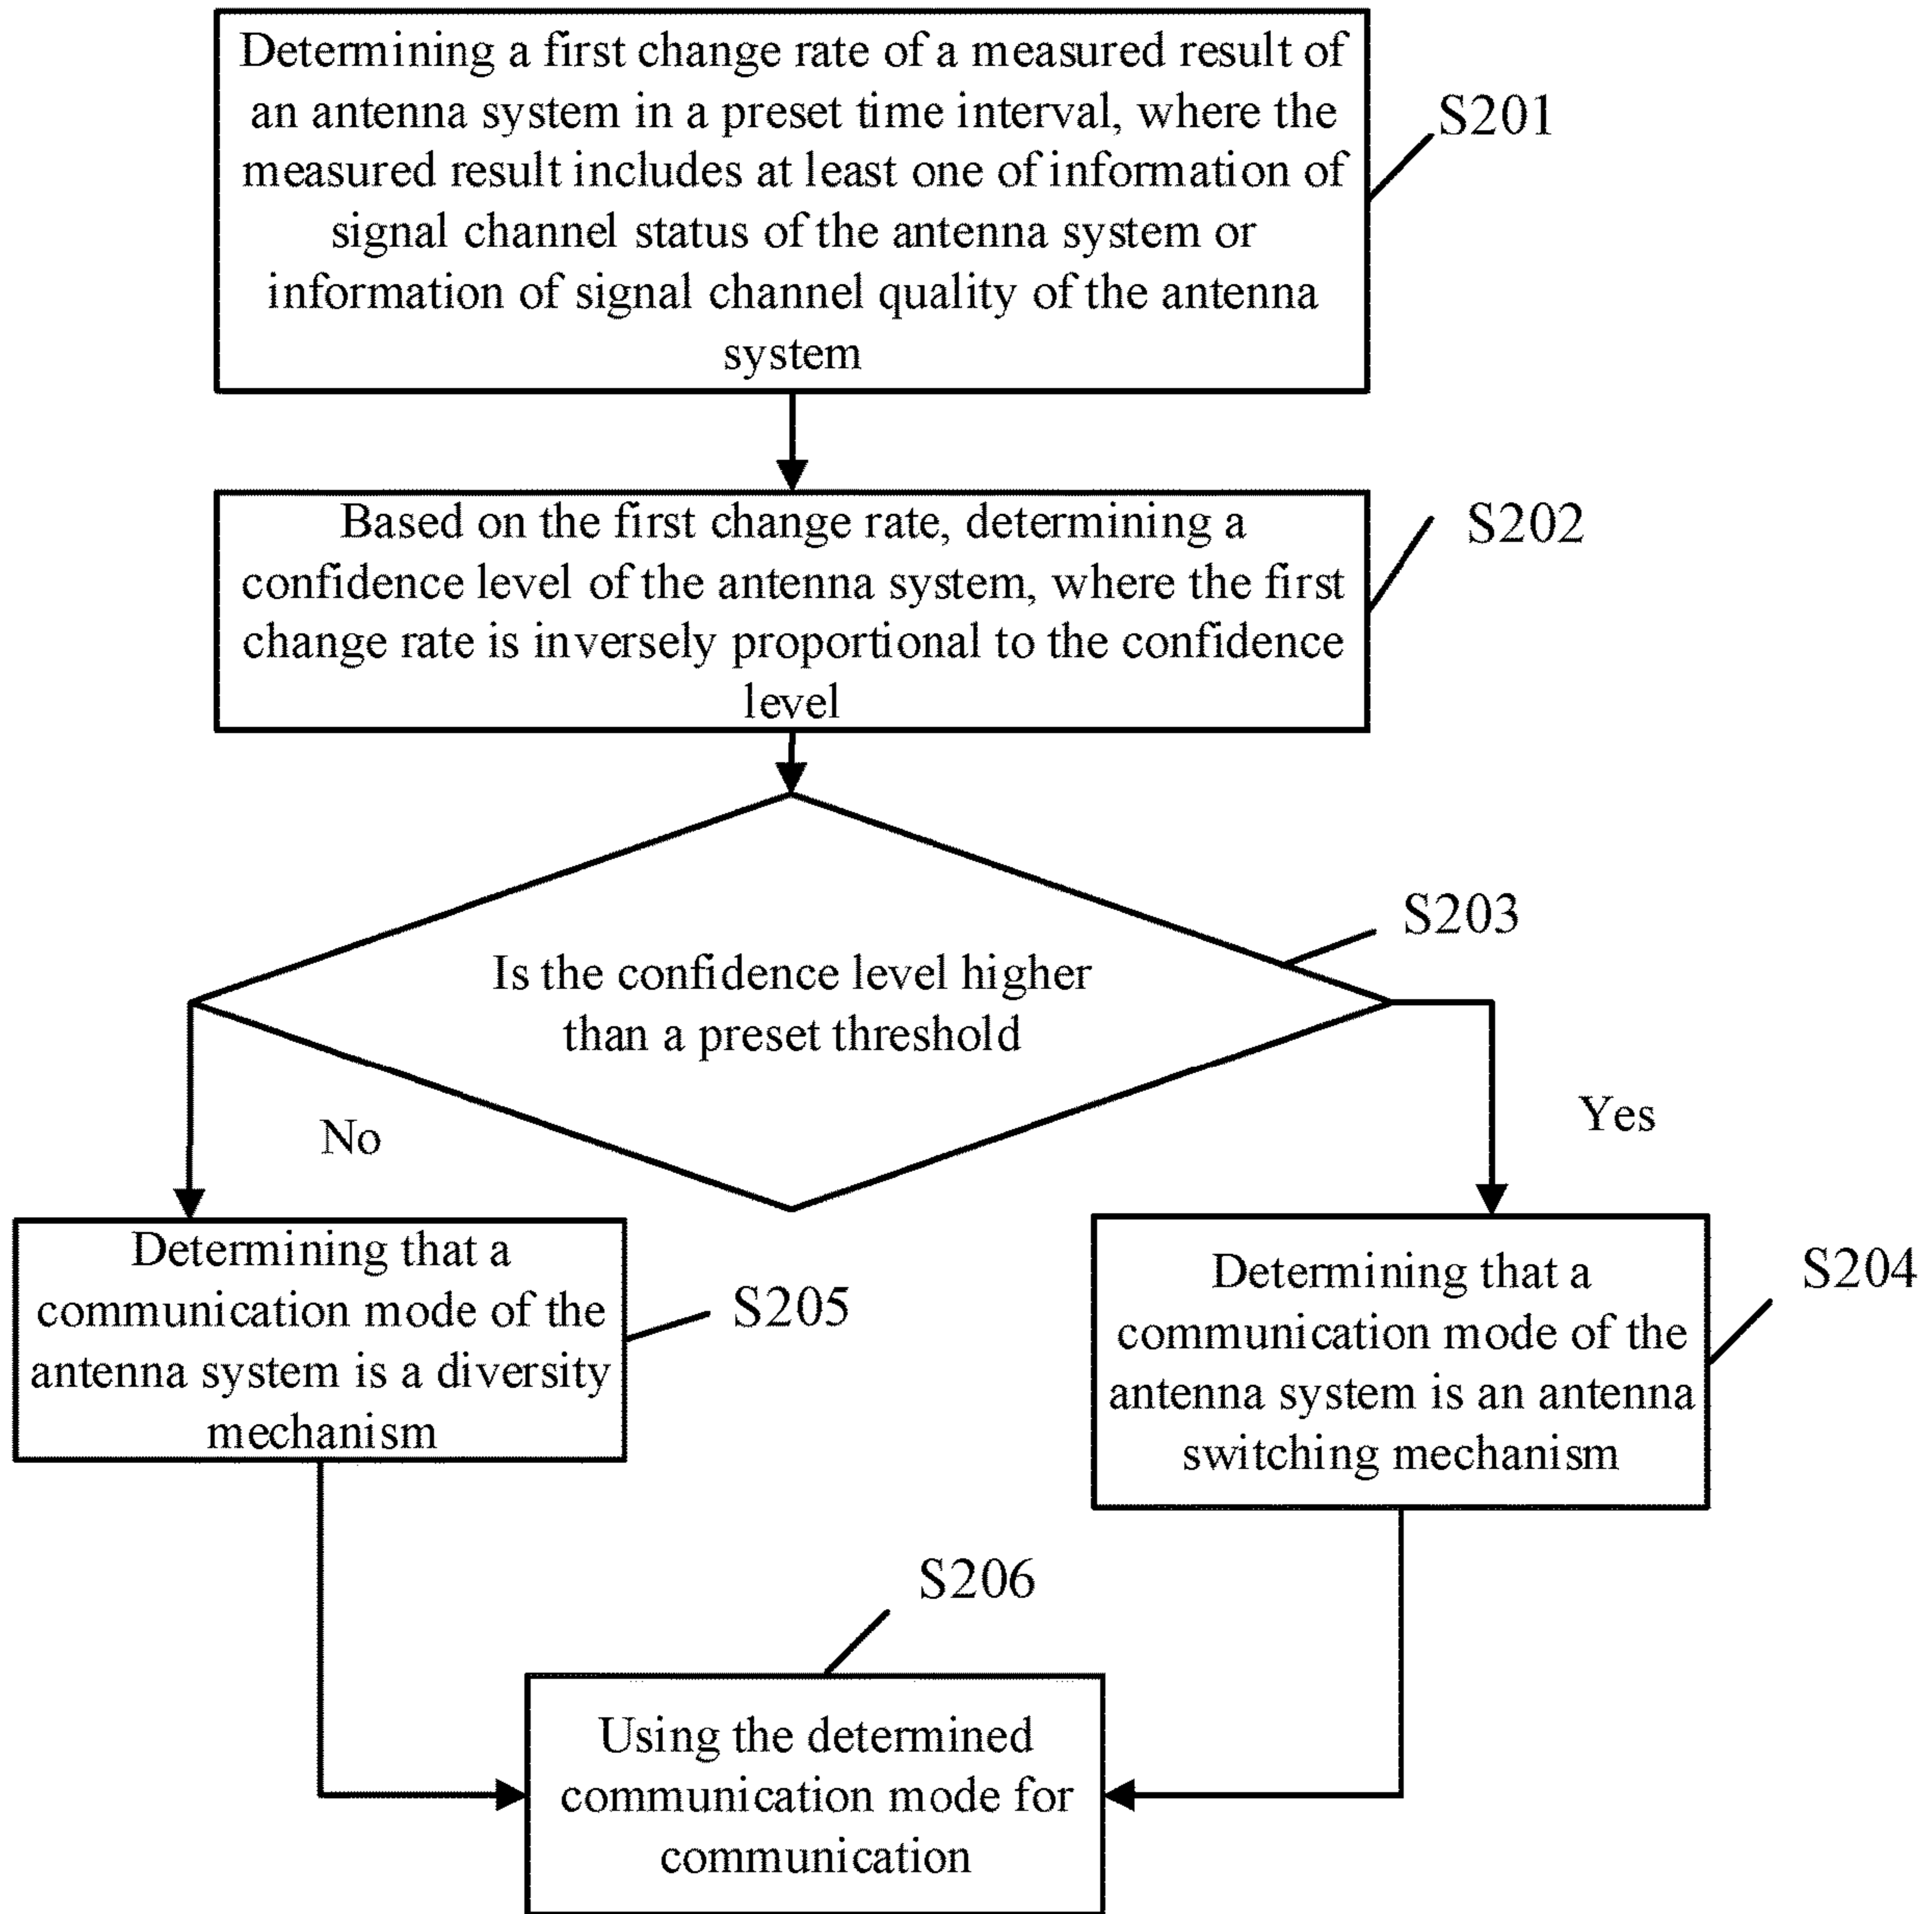 Determining a first change rate of a measured result of
an antenna system in a preset time interval, where the
measured result includes at least one of information of
signal channel status of the antenna system or
information of signal channel quality of the antenna
system
S201
Based on the first change rate, determining a
confidence level of the antenna system, where the first
change rate is inversely proportional to the confidence
level
S202
Is the confidence level higher
than a preset threshold
S203
No
Yes
Determining that a
communication mode of the
antenna system is a diversity
mechanism
S205
Determining that a
communication mode of the
antenna system is an antenna
switching mechanism
S204
S206
Using the determined
communication mode for
communication